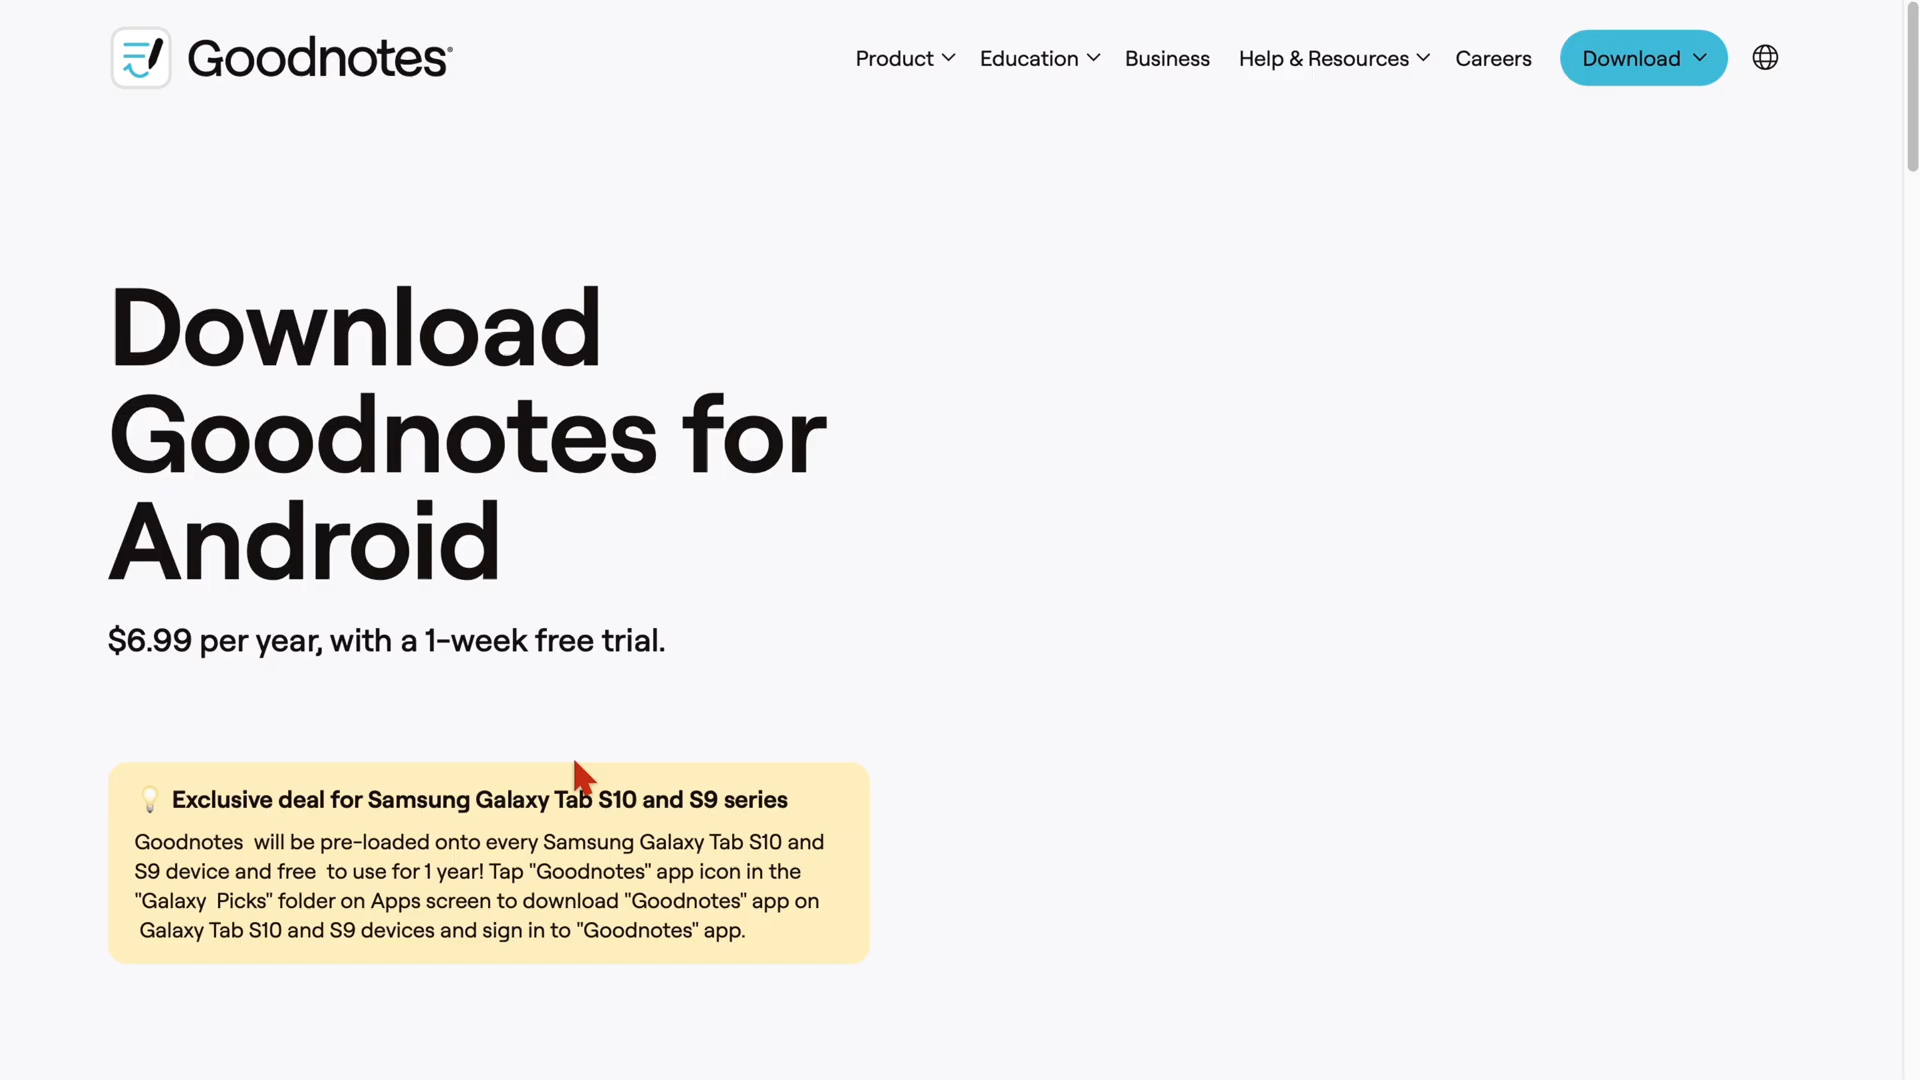 Goodnotes®
Product Education Business Help & Resources Careers Download
Download
Goodnotes for
Android
$6.99 per year, with a 1-week free trial.
Exclusive deal for Samsung Galaxy Tab S10 and S9 series
Goodnotes will be pre-loaded onto every Samsung Galaxy Tab S10 and
S9 device and free to use for 1 year! Tap "Goodnotes" app icon in the
"Galaxy Picks" folder on Apps screen to download "Goodnotes" app on
Galaxy Tab S10 and S9 devices and sign in to "Goodnotes" app.